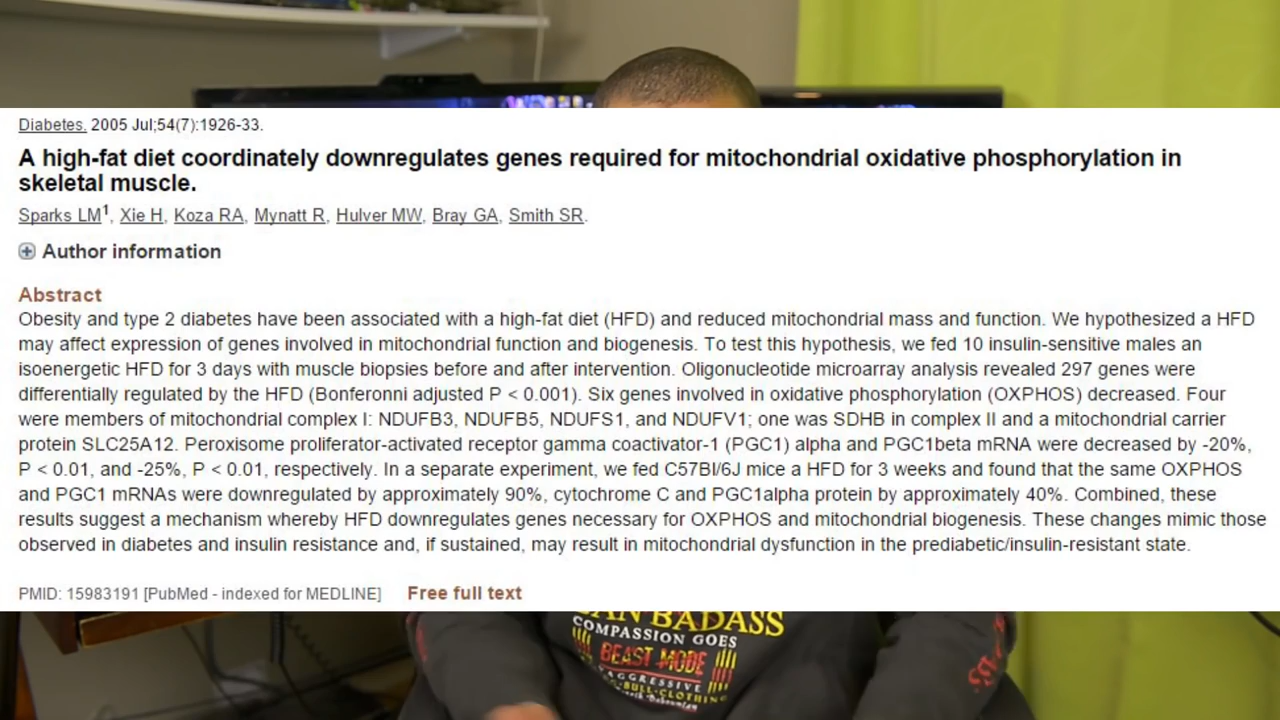 Diabetes. 2005 Jul;54(7):1926-33.
A high-fat diet coordinately downregulates genes required for mitochondrial oxidative phosphorylation in
skeletal muscle.
Sparks LM1, Xie H, Koza RA, Mynatt R, Hulver MW, Bray GA, Smith SR.
Author information
Abstract
Obesity and type 2 diabetes have been associated with a high-fat diet (HFD) and reduced mitochondrial mass and function. We hypothesized a HFD
may affect expression of genes involved in mitochondrial function and biogenesis. To test this hypothesis, we fed 10 insulin-sensitive males an
isoenergetic HFD for 3 days with muscle biopsies before and after intervention. Oligonucleotide microarray analysis revealed 297 genes were
differentially regulated by the HFD (Bonferonni adjusted P < 0.001). Six genes involved in oxidative phosphorylation (OXPHOS) decreased. Four
were members of mitochondrial complex I: NDUFB3, NDUFB5, NDUFS1, and NDUFV1; one was SDHB in complex II and a mitochondrial carrier
protein SLC25A12. Peroxisome proliferator-activated receptor gamma coactivator-1 (PGC1) alpha and PGC1beta mRNA were decreased by -20%,
P < 0.01, and -25%, P < 0.01, respectively. In a separate experiment, we fed C57Bl/6J mice a HFD for 3 weeks and found that the same OXPHOS
and PGC1 mRNAs were downregulated by approximately 90%, cytochrome C and PGC1alpha protein by approximately 40%. Combined, these
results suggest a mechanism whereby HFD downregulates genes necessary for OXPHOS and mitochondrial biogenesis. These changes mimic those
observed in diabetes and insulin resistance and, if sustained, may result in mitochondrial dysfunction in the prediabetic/insulin-resistant state.
PMID: 15983191 [PubMed - indexed for MEDLINE] Free full text
BADASS
COMPASSION GOES
BEAST MODE
AGGRESSIVE
BULL-CLOTHING